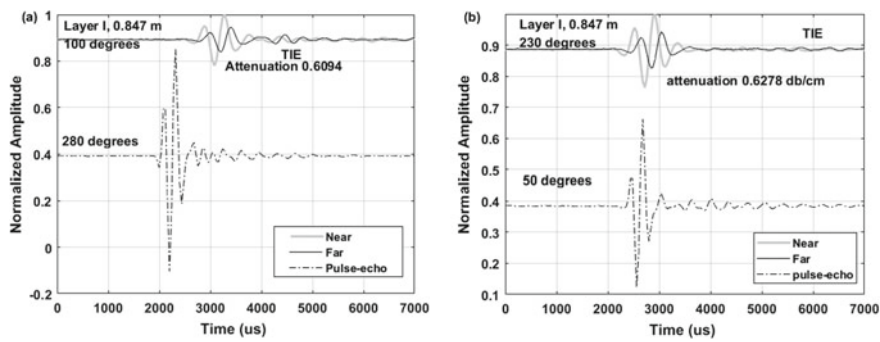 (a)
Layer I, 0.847 m
100 degrees
TIE
Attenuation 0.6094
280 degrees
Near
Far
Pulse-echo
Normalized Amplitude
1
0.8
0.6
0.4
0.2
0
-0.2
0
1000
2000
3000
4000
5000
6000
7000
Time (us)
(b)
Layer I, 0.847 m
230 degrees
TIE
attenuation 0.6278 db/cm
50 degrees
Near
Far
pulse-echo
Normalized Amplitude
1
0.9
0.8
0.7
0.6
0.5
0.4
0.3
0.2
0.1
0
1000
2000
3000
4000
5000
6000
7000
Time (us)